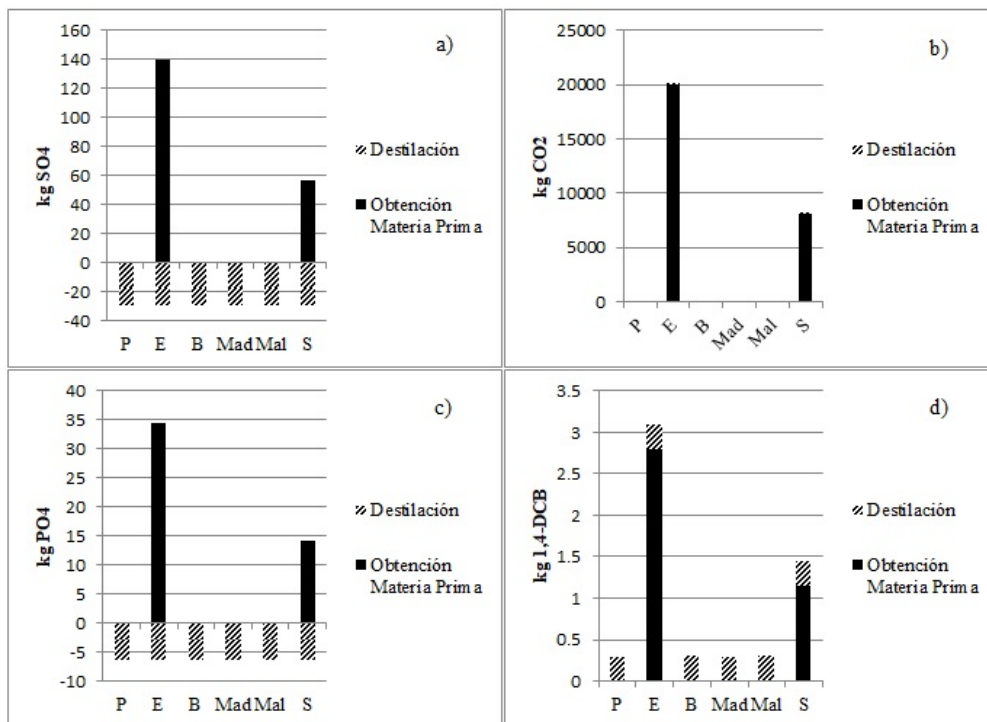 a)
160
140
120
100
80
60
40
20
0
-20
-40
kg SO4
P E B Mad Mal S
Destilación
Obtención
Materia Prima
b)
25000
20000
15000
10000
5000
0
kg CO2
P E B Mad Mal S
Destilación
Obtención
Materia Prima
c)
40
35
30
25
20
15
10
5
0
-5
-10
kg PO4
P E B Mad Mal S
Destilación
Obtención
Materia Prima
d)
3.5
3
2.5
2
1.5
1
0.5
0
kg 1,4-DCB
P E B Mad Mal S
Destilación
Obtención
Materia Prima